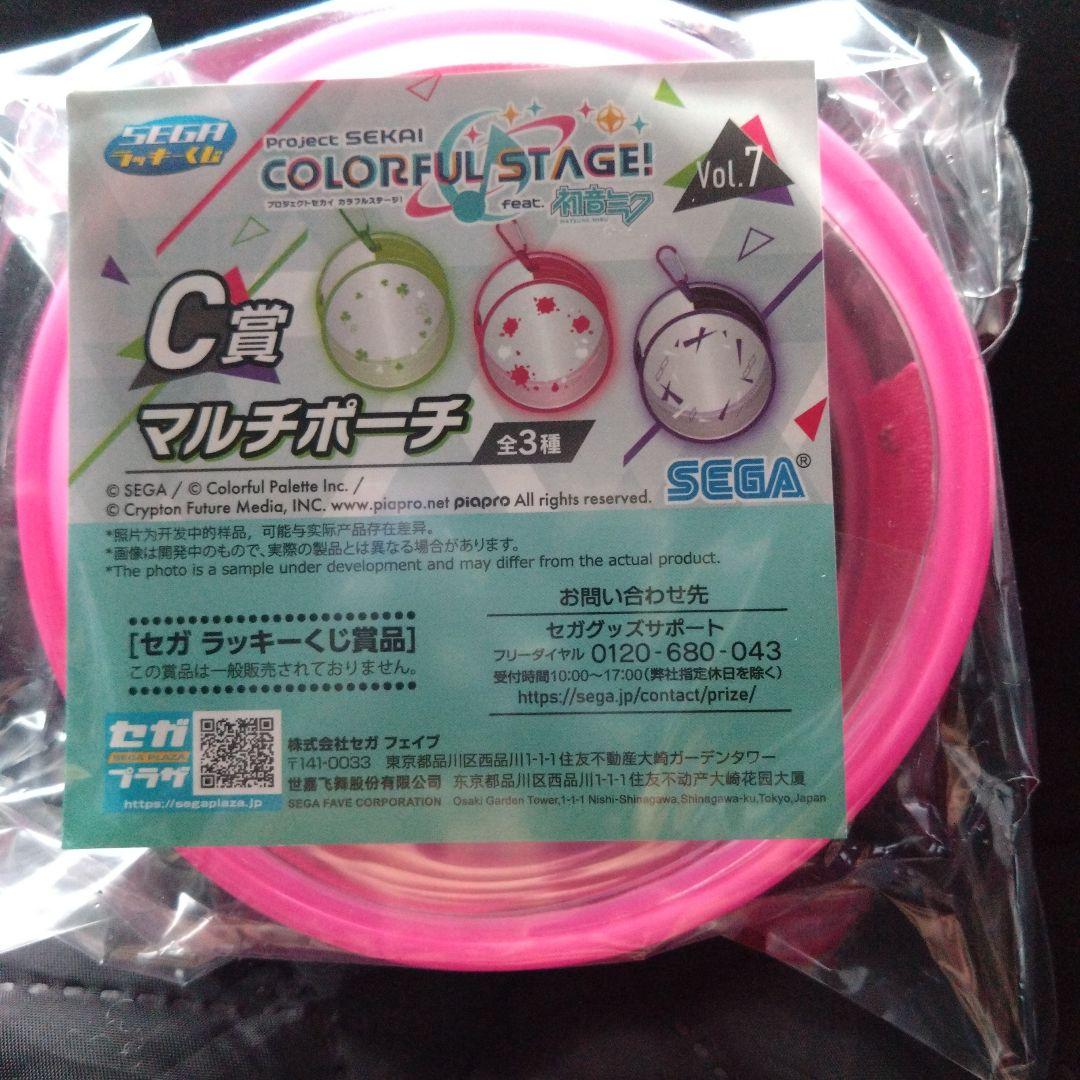 SEGA
ラッキーくじ
Project SEKAI
COLORFUL STAGE!
プロジェクトセカイ カラフルステージ!
feat. 初音ミク
HATSUNE MIKU
Vol.7
C賞
マルチポーチ
全3種
SEGA®
© SEGA / © Colorful Palette Inc. /
© Crypton Future Media, INC. www.piapro.net piapro All rights reserved.
*照片为开发中的样品，可能与实际产品存在差异。
*画像は開発中のもので、実際の製品とは異なる場合があります。
*The photo is a sample under development and may differ from the actual product.
[セガ ラッキーくじ賞品]
この賞品は一般販売されておりません。
お問い合わせ先
セガグッズサポート
フリーダイヤル 0120-680-043
受付時間10:00～17:00(弊社指定休日を除く)
https://sega.jp/contact/prize/
セガ
SEGA PLAZA
プラザ
https://segaplaza.jp
株式会社セガ フェイブ
〒141-0033 東京都品川区西品川1-1-1住友不動産大崎ガーデンタワー
世嘉飞舞股份有限公司 东京都品川区西品川1-1-1住友不动产大崎花园大厦
SEGA FAVE CORPORATION Osaki Garden Tower,1-1-1 Nishi-Shinagawa,Shinagawa-ku,Tokyo,Japan